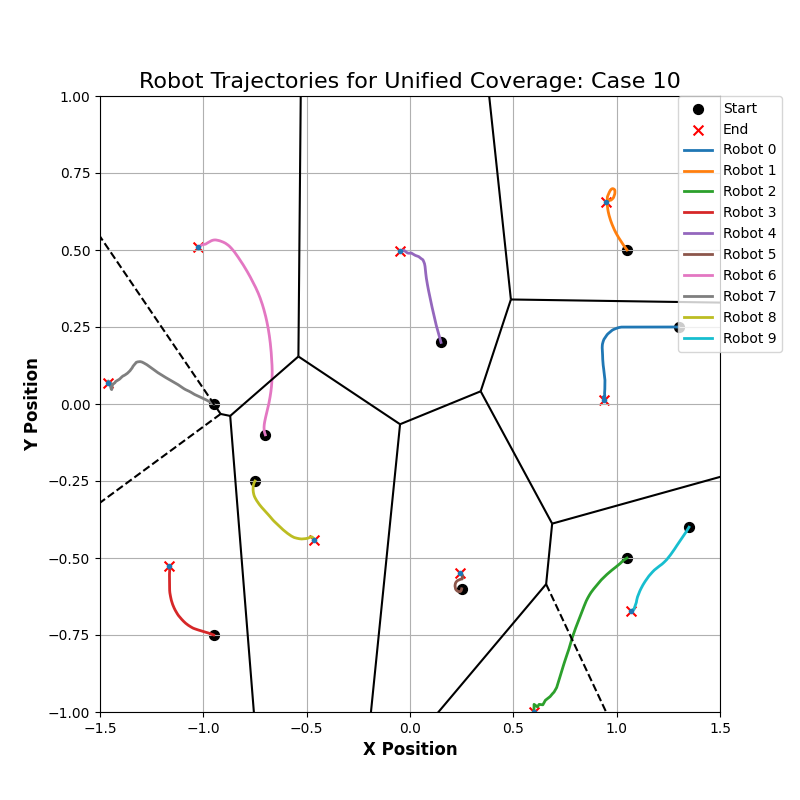 Robot Trajectories for Unified Coverage: Case 10
Start
End
Robot 0
Robot 1
Robot 2
Robot 3
Robot 4
Robot 5
Robot 6
Robot 7
Robot 8
Robot 9
1.00
0.75
0.50
0.25
0.00
−0.25
−0.50
−0.75
−1.00
Y Position
−1.5
−1.0
−0.5
0.0
0.5
1.0
1.5
X Position